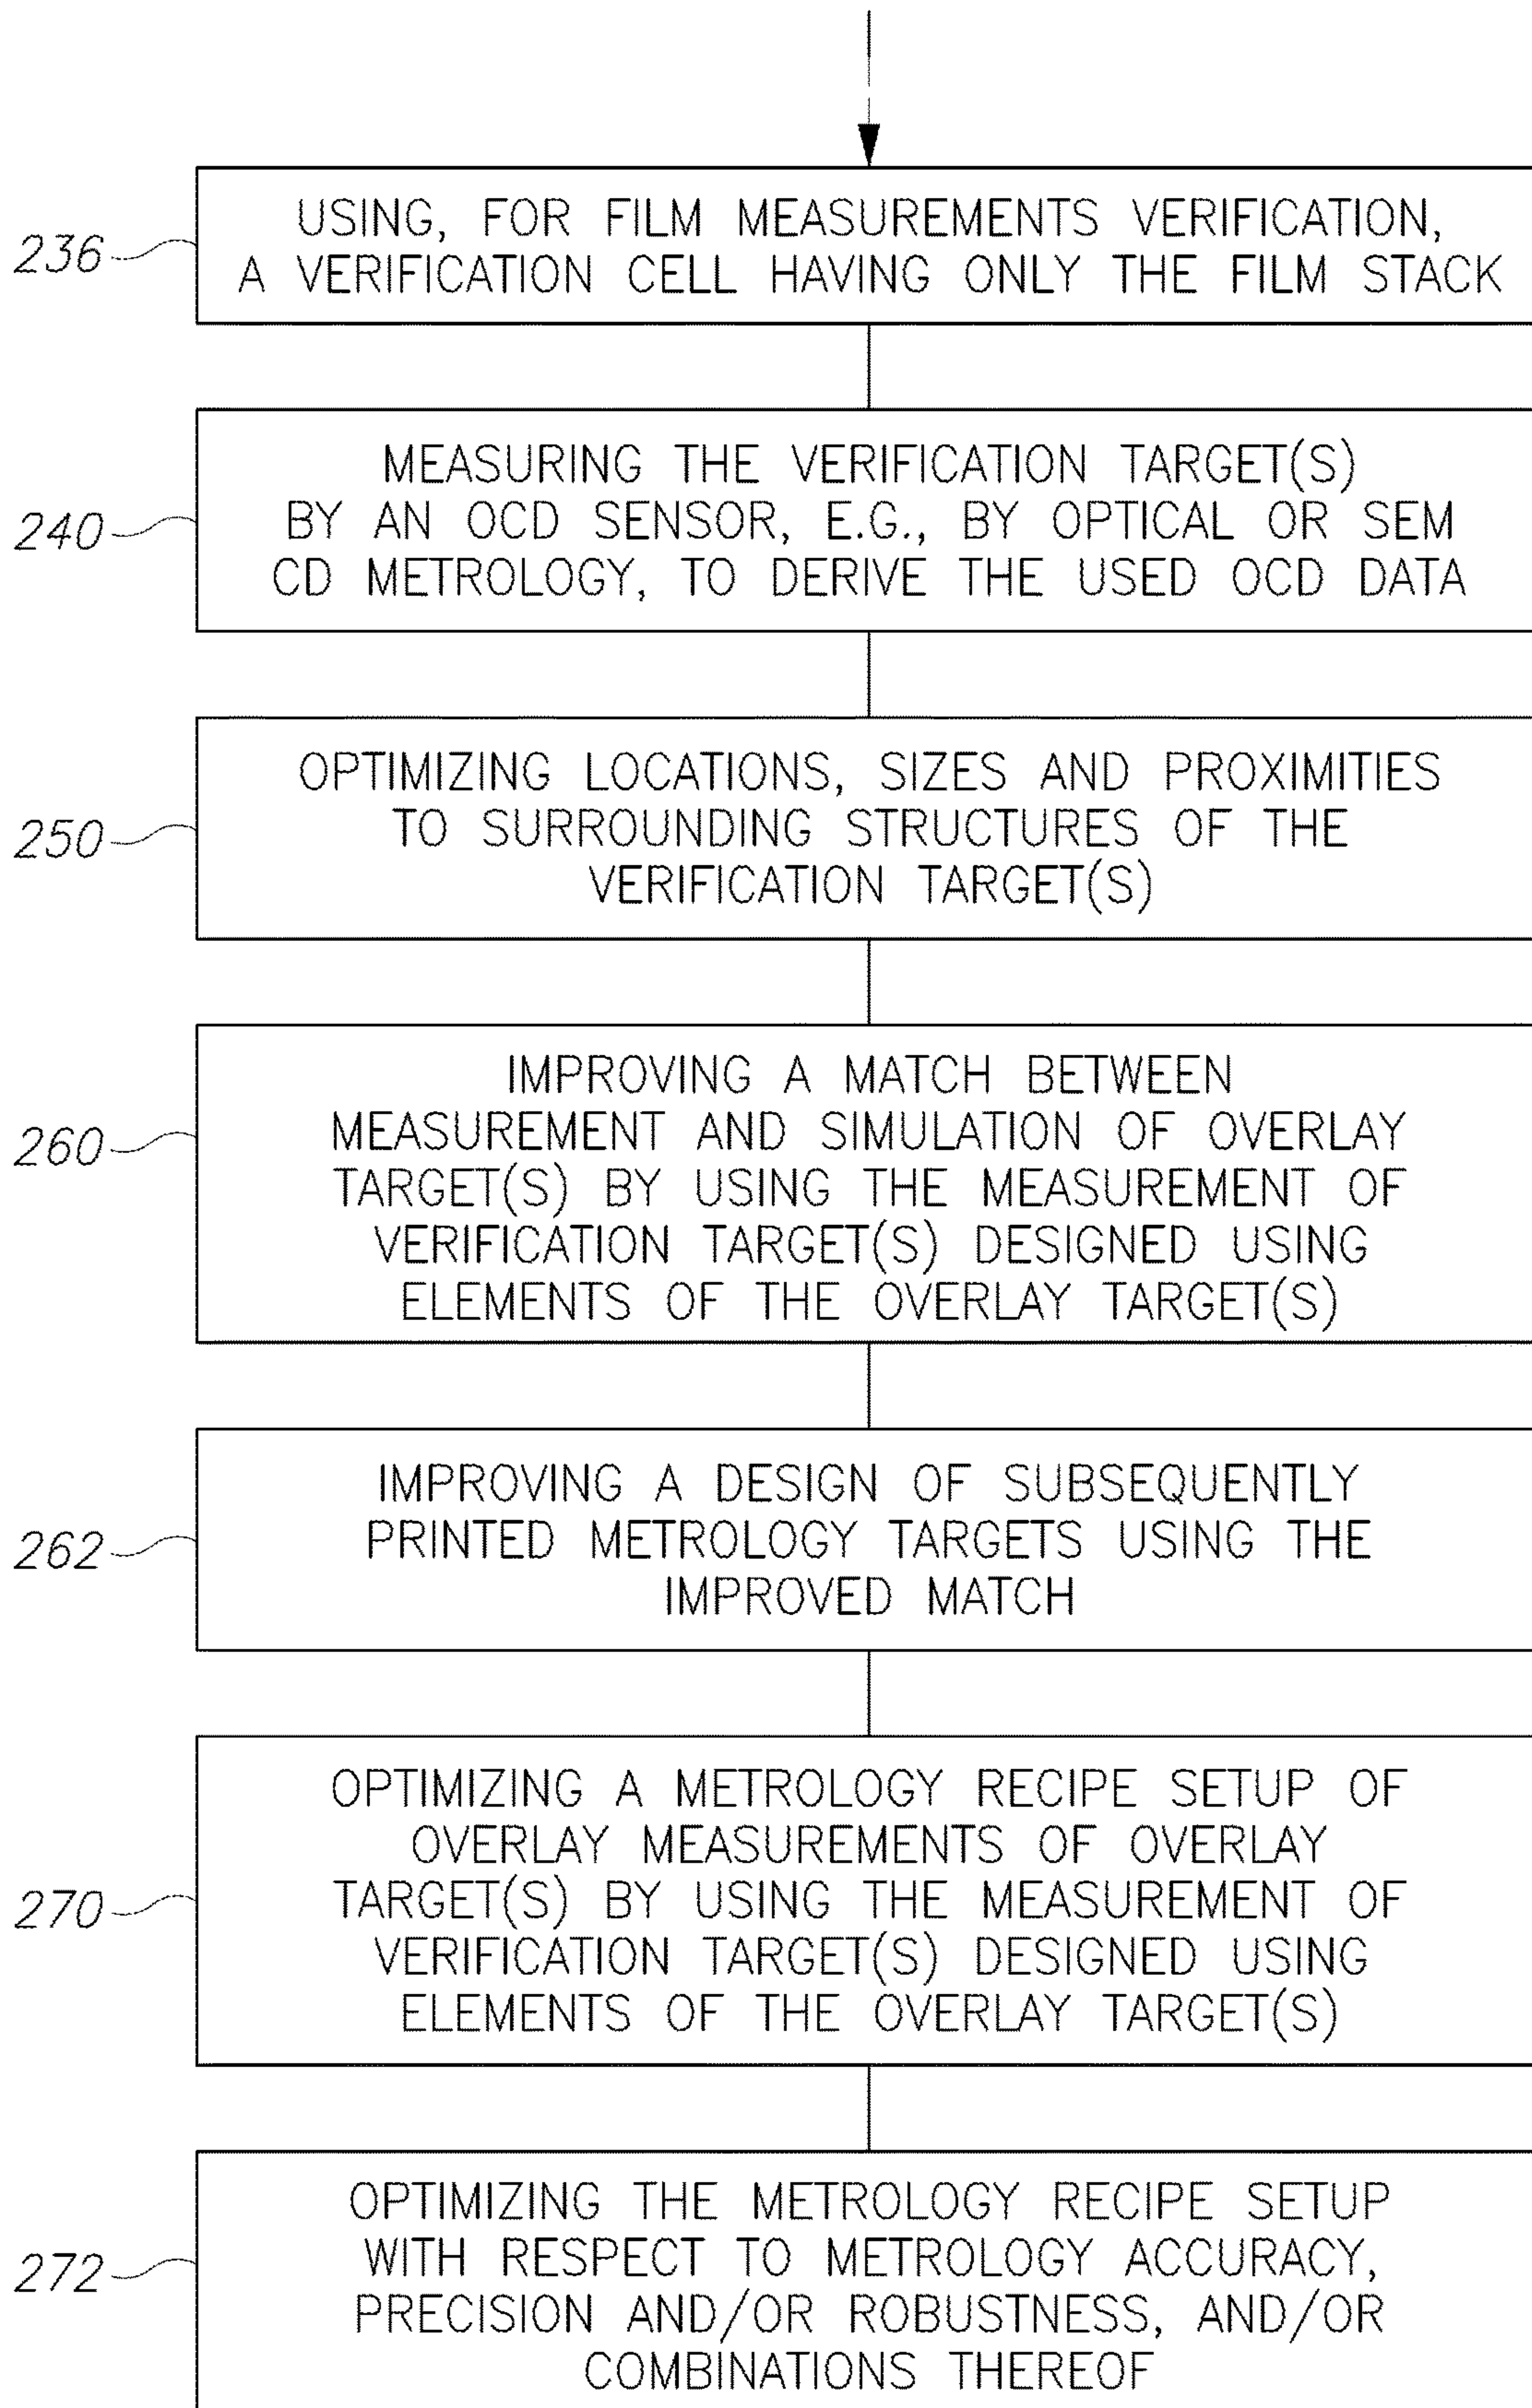 236
USING, FOR FILM MEASUREMENTS VERIFICATION,
A VERIFICATION CELL HAVING ONLY THE FILM STACK
240
MEASURING THE VERIFICATION TARGET(S)
BY AN OCD SENSOR, E.G., BY OPTICAL OR SEM
CD METROLOGY, TO DERIVE THE USED OCD DATA
250
OPTIMIZING LOCATIONS, SIZES AND PROXIMITIES
TO SURROUNDING STRUCTURES OF THE
VERIFICATION TARGET(S)
260
IMPROVING A MATCH BETWEEN
MEASUREMENT AND SIMULATION OF OVERLAY
TARGET(S) BY USING THE MEASUREMENT OF
VERIFICATION TARGET(S) DESIGNED USING
ELEMENTS OF THE OVERLAY TARGET(S)
262
IMPROVING A DESIGN OF SUBSEQUENTLY
PRINTED METROLOGY TARGETS USING THE
IMPROVED MATCH
270
OPTIMIZING A METROLOGY RECIPE SETUP OF
OVERLAY MEASUREMENTS OF OVERLAY
TARGET(S) BY USING THE MEASUREMENT OF
VERIFICATION TARGET(S) DESIGNED USING
ELEMENTS OF THE OVERLAY TARGET(S)
272
OPTIMIZING THE METROLOGY RECIPE SETUP
WITH RESPECT TO METROLOGY ACCURACY,
PRECISION AND/OR ROBUSTNESS, AND/OR
COMBINATIONS THEREOF